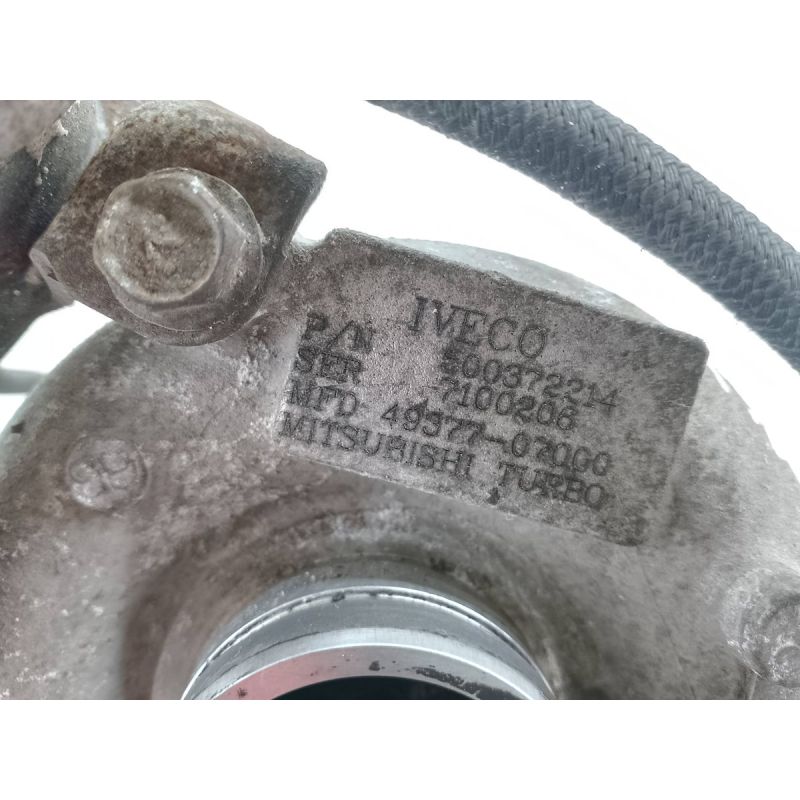 IVECO
P/N 500372214
SER 7100206
MFD 49377-07000
MITSUBISHI TURBO